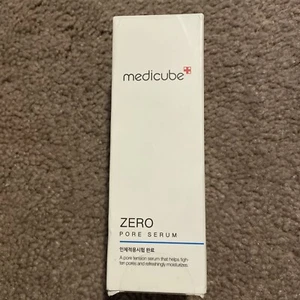 medicube
ZERO
PORE SERUM
인체적용시험 완료
A pore tention serum that helps tigh-
ten pores and refreshingly moisturizes.